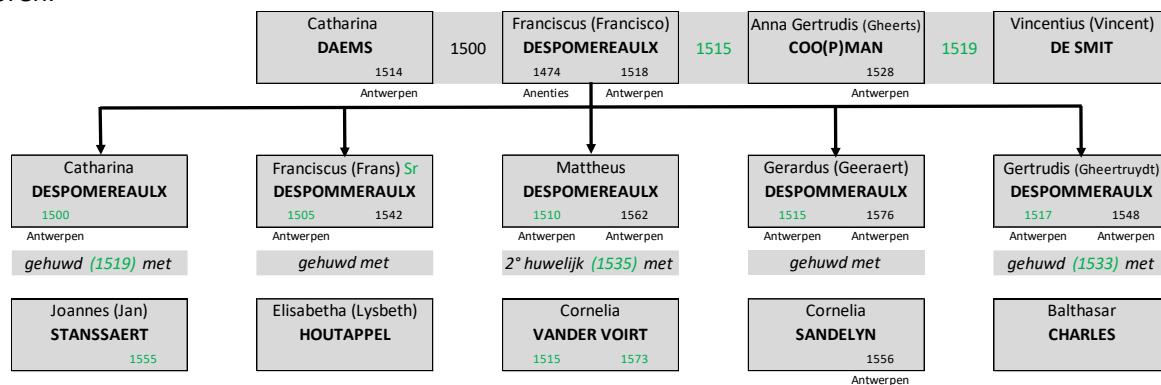 Catharina Franciscus (Francisco) Anna Gertrudis (Gheerts) Vincentius (Vincent)
DAEMS 1500 DESPOMEREAULX 1515 COO(P)MAN 1519 DE SMIT
1514 1474 1518 1528
Antwerpen Anenties Antwerpen Antwerpen
Catharina Franciscus (Frans) Sr Mattheus Gerardus (Geeraert) Gertrudis (Gheertruydt)
DESPOMEREAULX DESPOMMERAULX DESPOMEREAULX DESPOMMERAULX DESPOMMERAULX
1500 1505 1542 1510 1562 1515 1576 1517 1548
Antwerpen Antwerpen Antwerpen Antwerpen Antwerpen Antwerpen Antwerpen Antwerpen
gehuwd (1519) met gehuwd met 2° huwelijk (1535) met gehuwd met gehuwd (1533) met
Joannes (Jan) Elisabetha (Lysbeth) Cornelia Cornelia Balthasar
STANSSAERT HOUTAPPEL VANDER VOIRT SANDELYN CHARLES
1555 1515 1573 1556
Antwerpen